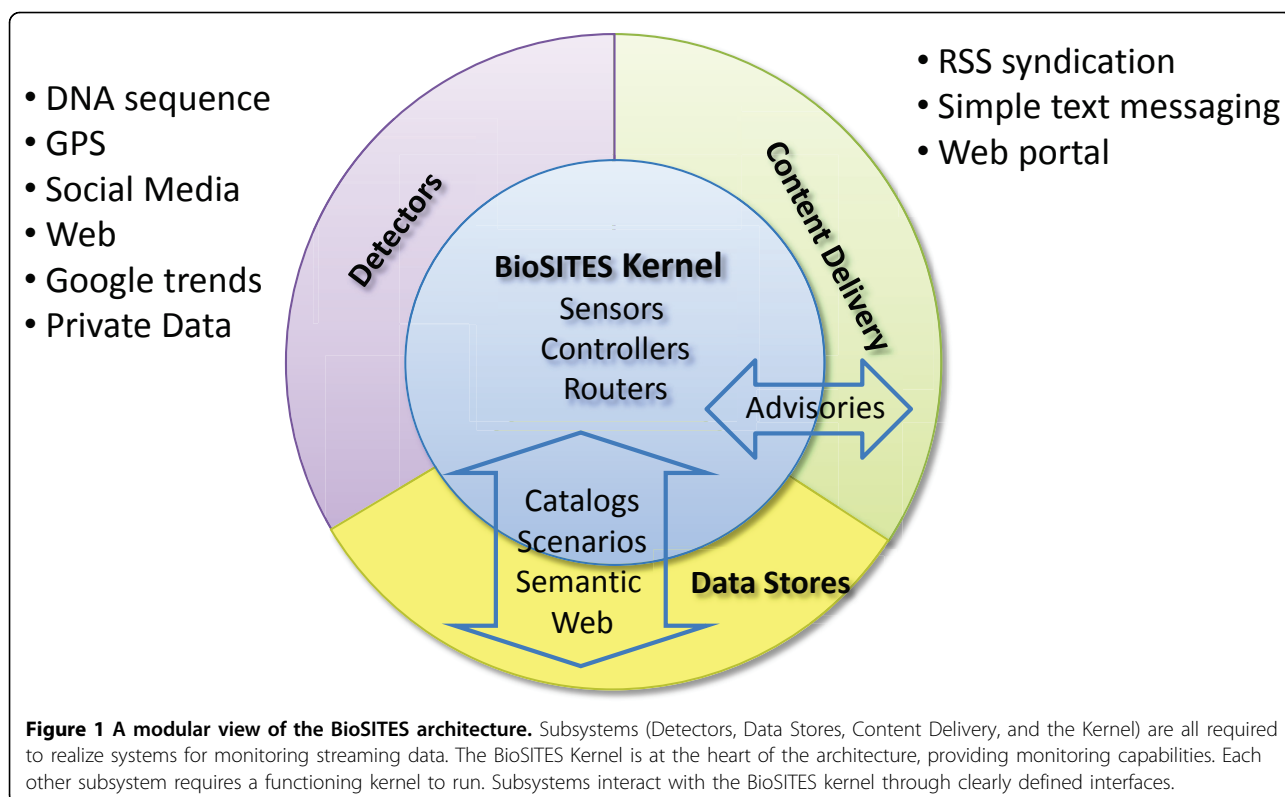 • DNA sequence
• GPS
• Social Media
• Web
• Google trends
• Private Data
• RSS syndication
• Simple text messaging
• Web portal
Detectors
Content Delivery
BioSITES Kernel
Sensors
Controllers
Routers
Advisories
Catalogs
Scenarios
Semantic
Web
Data Stores
Figure 1 A modular view of the BioSITES architecture. Subsystems (Detectors, Data Stores, Content Delivery, and the Kernel) are all required
to realize systems for monitoring streaming data. The BioSITES Kernel is at the heart of the architecture, providing monitoring capabilities. Each
other subsystem requires a functioning kernel to run. Subsystems interact with the BioSITES kernel through clearly defined interfaces.